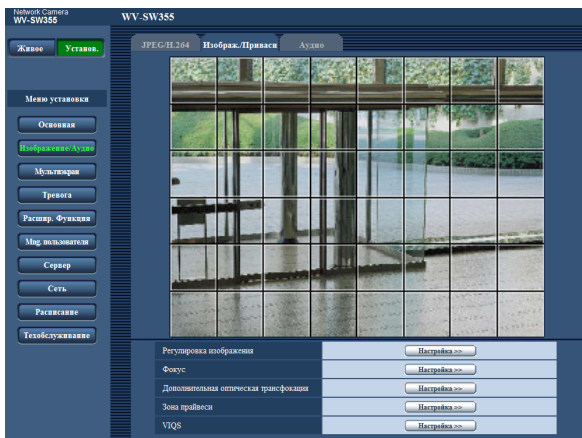 Network Camera
WV-SW355
WV-SW355
Живое
Установ.
JPEG/H.264
Изображ./Приваси
Аудио
Меню установки
Основная
Изображение/Аудио
Мультиэкран
Тревога
Расшир. Функция
Mng. пользователя
Сервер
Сеть
Расписание
Техобслуживание
Регулировка изображения
Настройка >>
Фокус
Настройка >>
Дополнительная оптическая трансфокация
Настройка >>
Зона прайвеси
Настройка >>
VIQS
Настройка >>